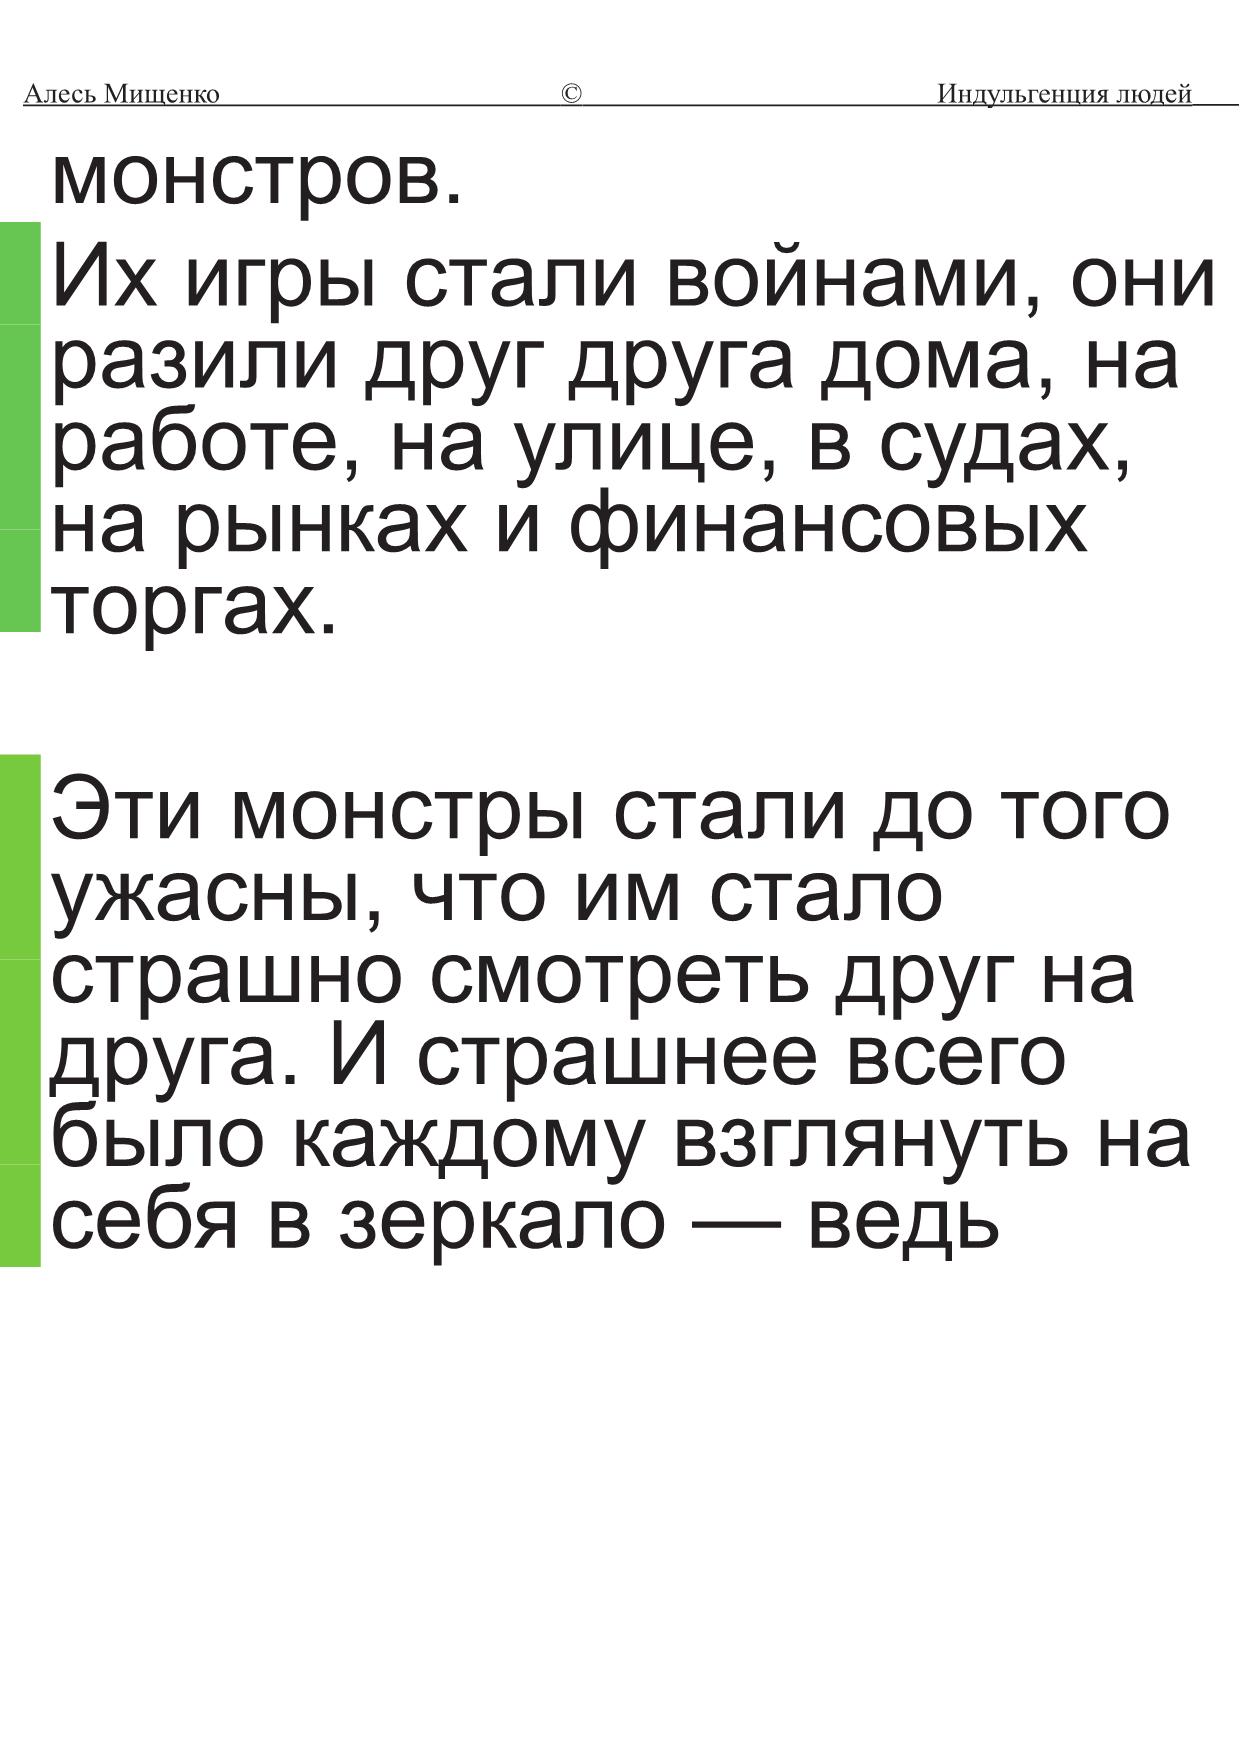 Алесь Мищенко © Индульгенция людей
монстров.
Их игры стали войнами, они
разили друг друга дома, на
работе, на улице, в судах,
на рынках и финансовых
торгах.
Эти монстры стали до того
ужасны, что им стало
страшно смотреть друг на
друга. И страшнее всего
было каждому взглянуть на
себя в зеркало — ведь